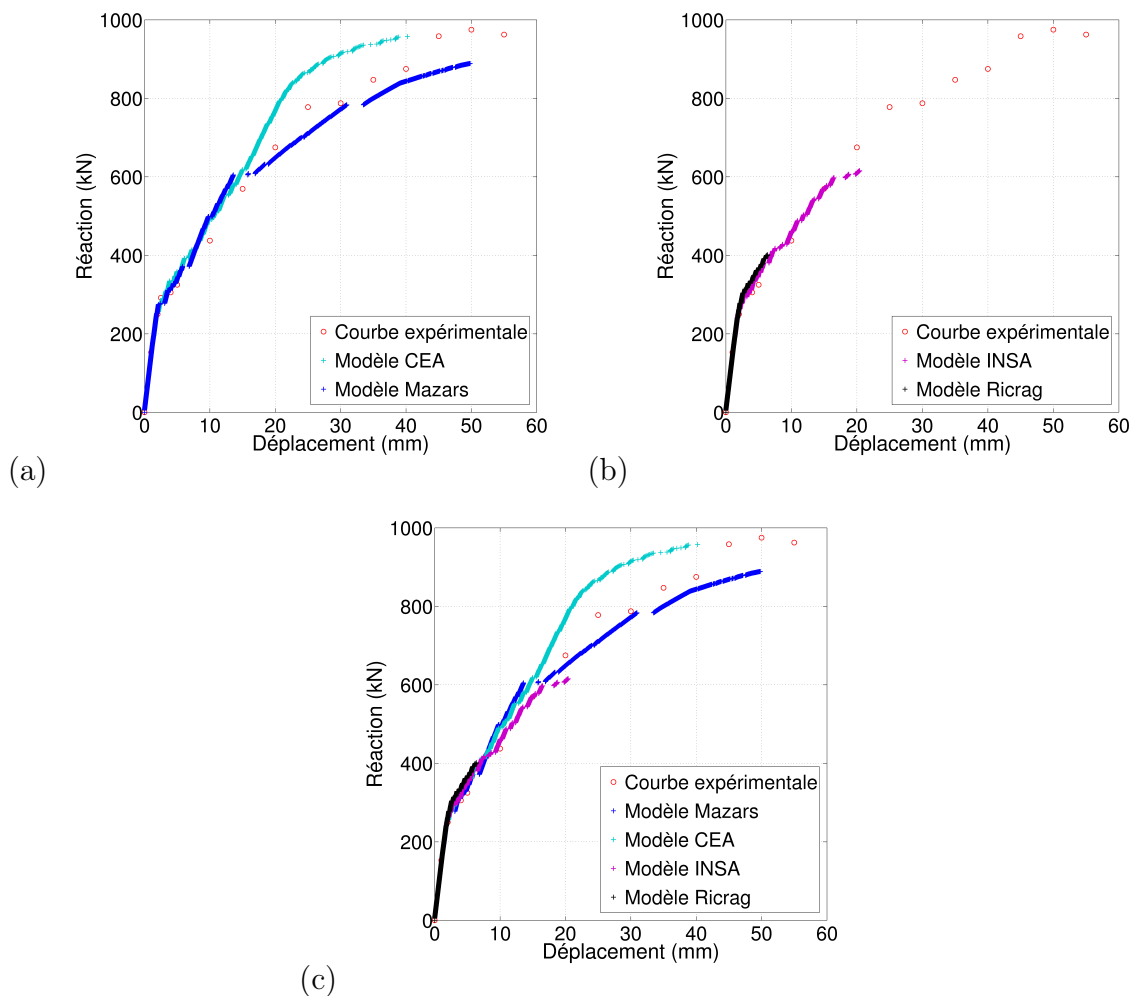 1000
800
600
400
200
0
Réaction (kN)
0 10 20 30 40 50 60
Déplacement (mm)
Courbe expérimentale
Modèle CEA
Modèle Mazars
(a)
1000
800
600
400
200
0
Réaction (kN)
0 10 20 30 40 50 60
Déplacement (mm)
Courbe expérimentale
Modèle INSA
Modèle Ricrag
(b)
1000
800
600
400
200
0
Réaction (kN)
0 10 20 30 40 50 60
Déplacement (mm)
Courbe expérimentale
Modèle Mazars
Modèle CEA
Modèle INSA
Modèle Ricrag
(c)